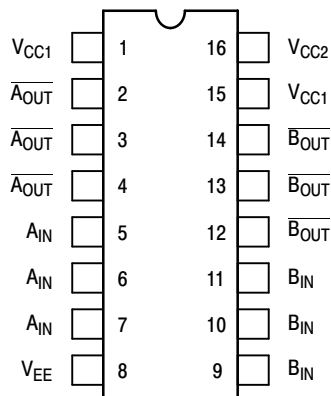 VCC1 1 16 VCC2
AOUT 2 15 VCC1
AOUT 3 14 BOUT
AOUT 4 13 BOUT
AIN 5 12 BOUT
AIN 6 11 BIN
AIN 7 10 BIN
VEE 8 9 BIN